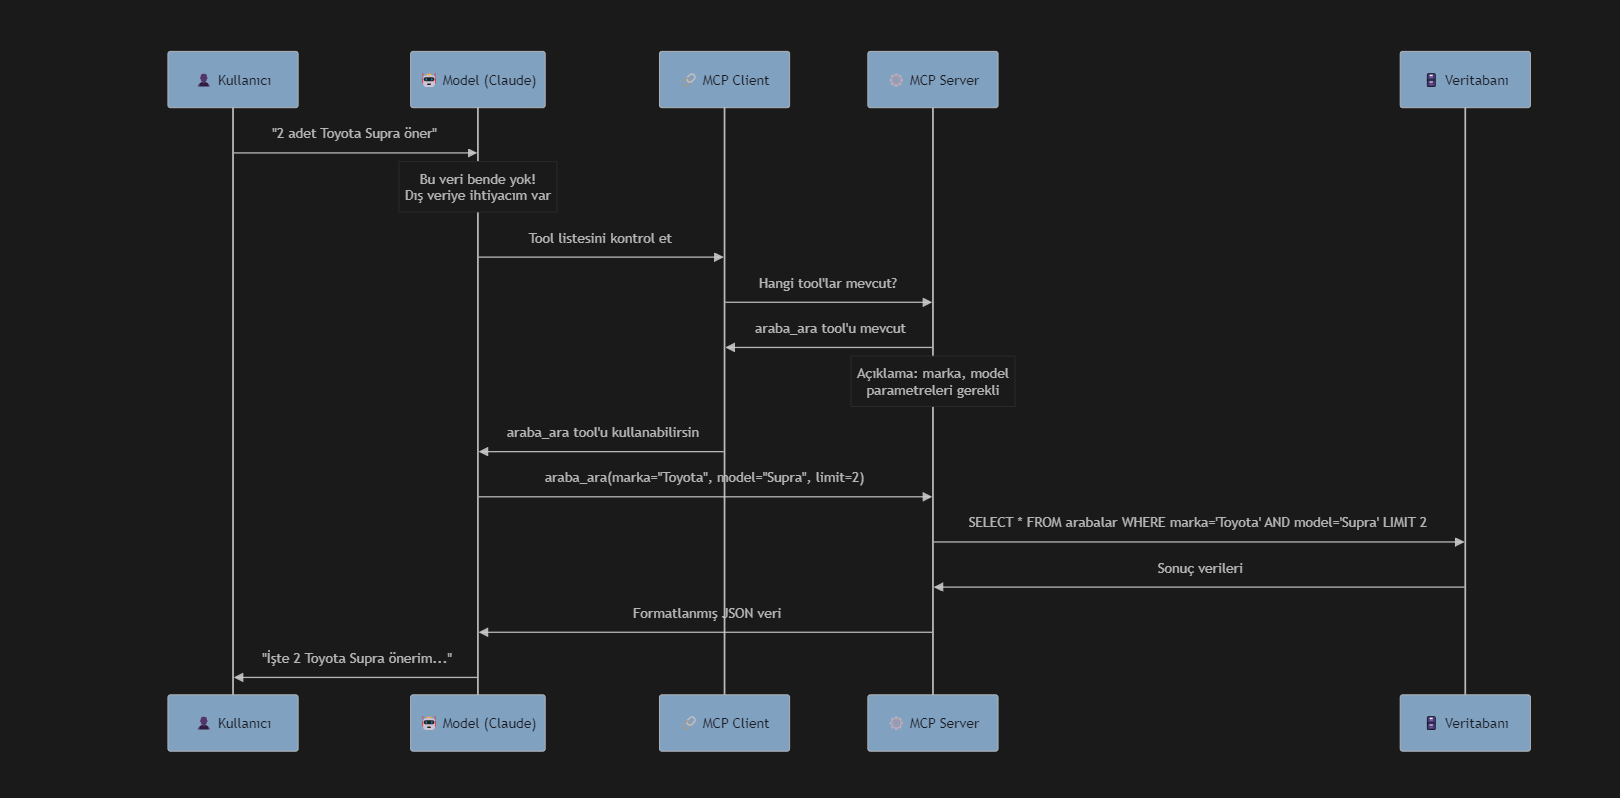 Kullanıcı
Model (Claude)
MCP Client
MCP Server
Veritabanı
"2 adet Toyota Supra öner"
Bu veri bende yok!
Dış veriye ihtiyacım var
Tool listesini kontrol et
Hangi tool'lar mevcut?
araba_ara tool'u mevcut
Açıklama: marka, model
parametreleri gerekli
araba_ara tool'u kullanabilirsin
araba_ara(marka="Toyota", model="Supra", limit=2)
SELECT * FROM arabalar WHERE marka='Toyota' AND model='Supra' LIMIT 2
Sonuç verileri
Formatlanmış JSON veri
"İşte 2 Toyota Supra önerim..."
Kullanıcı
Model (Claude)
MCP Client
MCP Server
Veritabanı